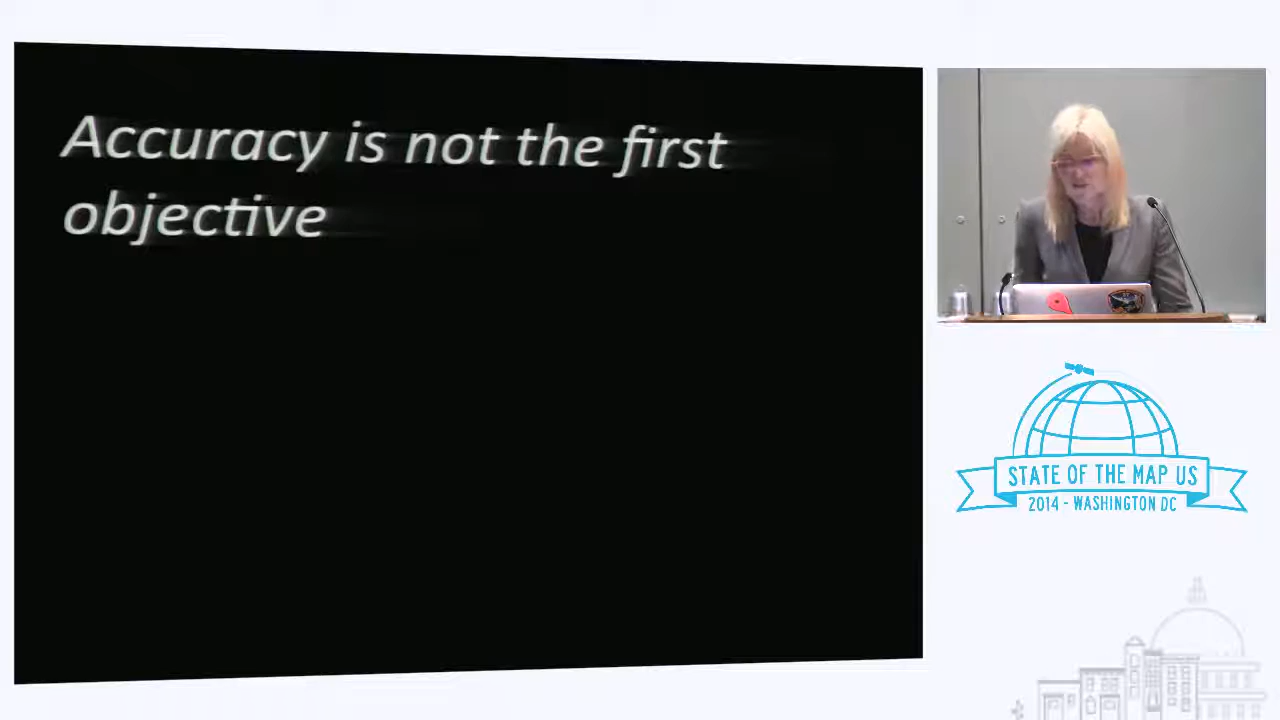 Accuracy is not the first
objective
STATE OF THE MAP US
2014 - WASHINGTON DC